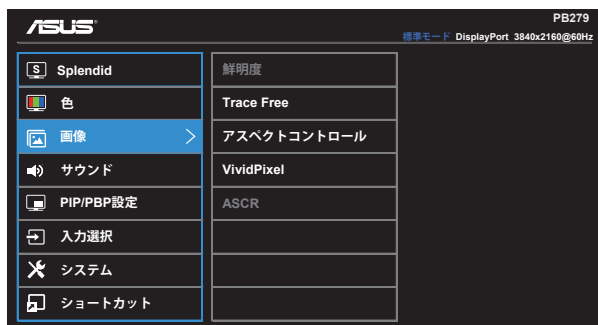 ASUS
PB279
標準モード DisplayPort 3840x2160@60Hz
S Splendid
色
画像
サウンド
PIP/PBP設定
入力選択
システム
ショートカット
鮮明度
Trace Free
アスペクトコントロール
VividPixel
ASCR